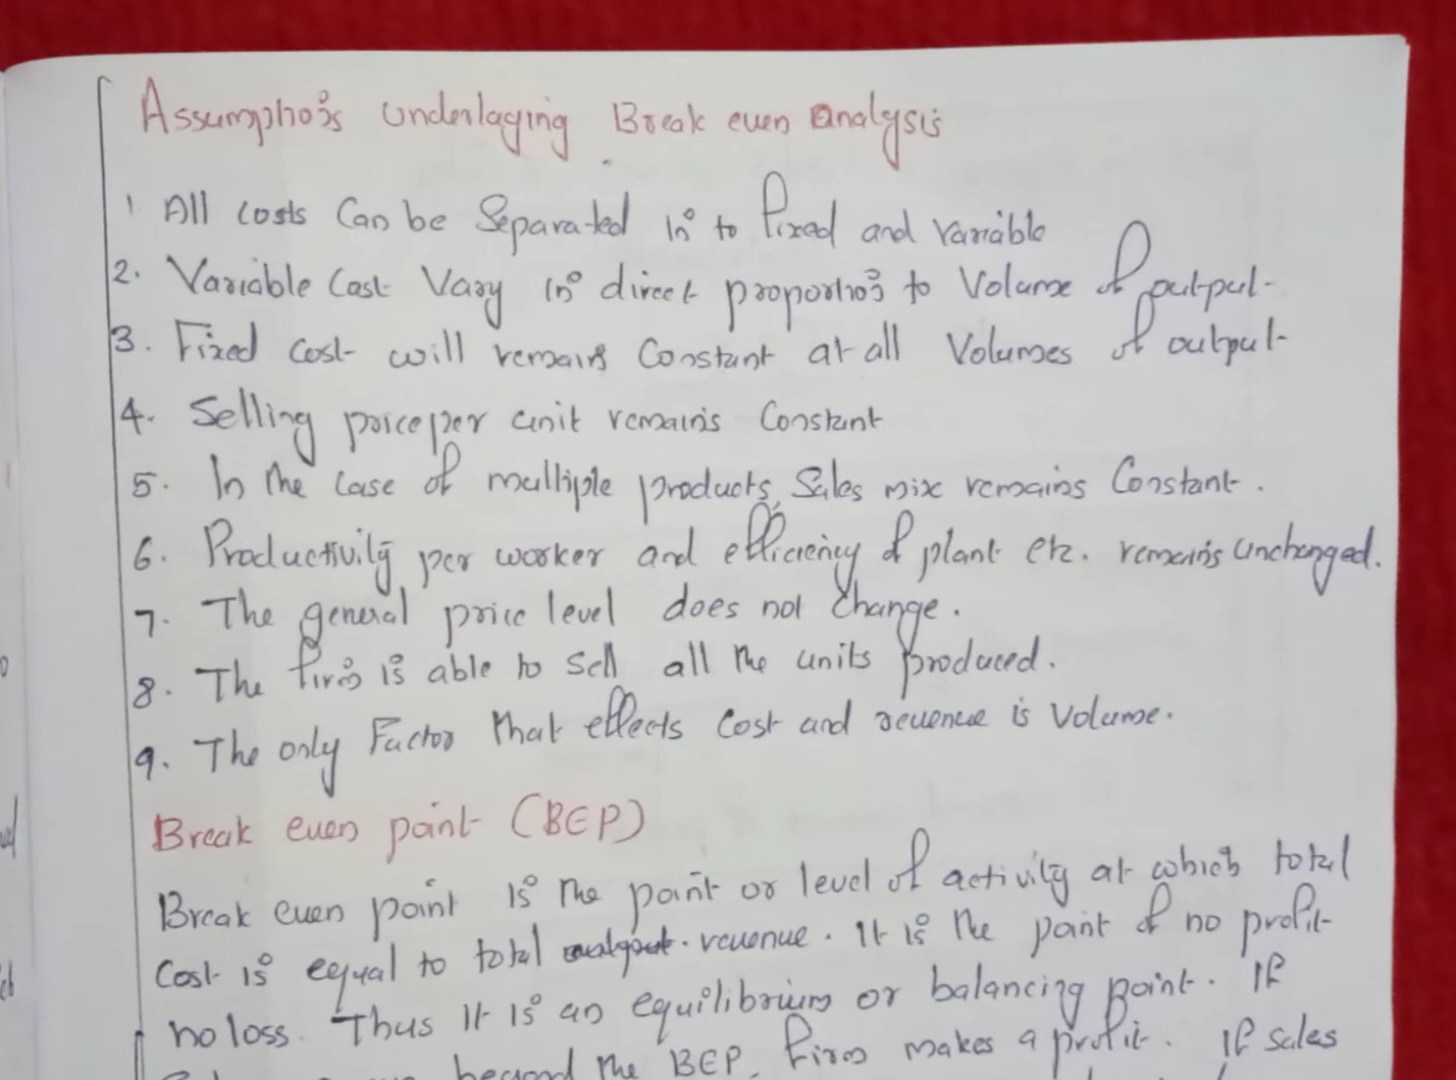 Assumptions underlaying Break even analysis
1 All costs can be Separated in to fixed and variable
2. Variable Cost Vary in direct proportion to Volume of output
3. Fixed cost will remains Constant at all Volumes of output
4. Selling price per unit remains Constant
5. In the case of multiple products, Sales mix remains Constant.
6. Productivity per worker and efficiency of plant etc. remains unchanged.
7. The general price level does not change.
8. The firm is able to sell all the units produced.
9. The only Factor that effects cost and revenue is Volume.
Break even point (BEP)
Break even point is the point or level of activity at which total
Cost is equal to total revenue. It is the point of no profit
no loss. Thus it is an equilibrium or balancing point. If
beyond the BEP, firm makes a profit. If sales